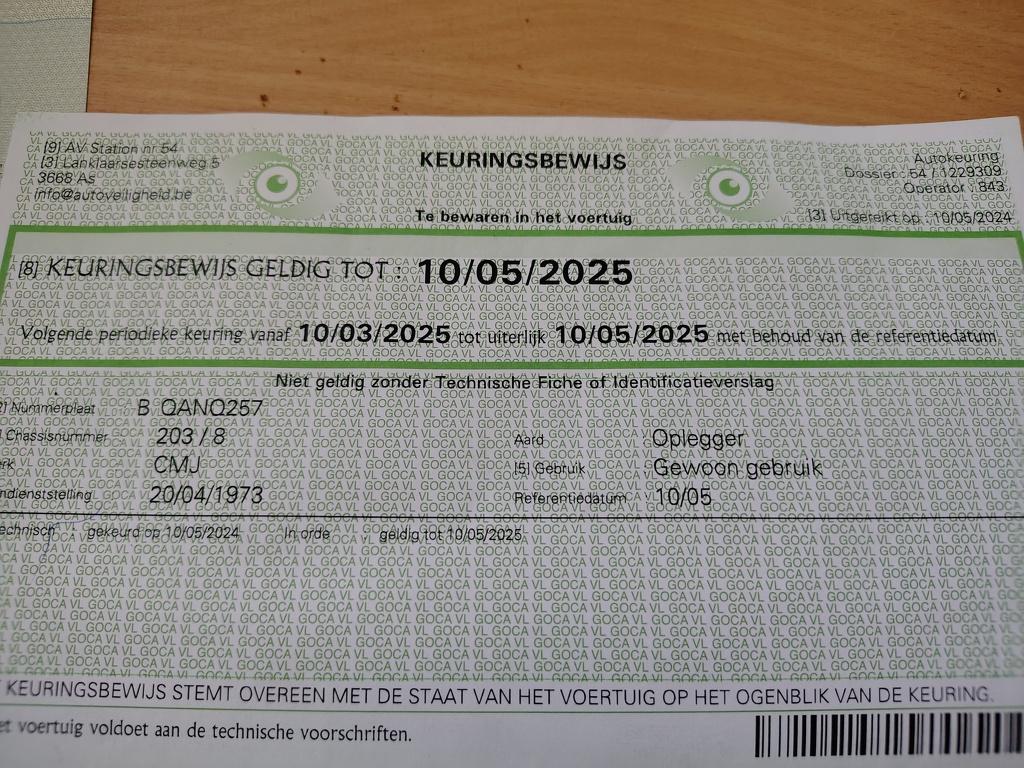 [9] AV Station nr 54
[3] Lanklaarsesteenweg 5
3668 As
info@autoveiligheid.be
KEURINGSBEWIJS
Te bewaren in het voertuig
Autokeuring
Dossier : 54 / 1229309
Operator : 843
[3] Uitgereikt op : 10/05/2024
[8] KEURINGSBEWIJS GELDIG TOT : 10/05/2025
Volgende periodieke keuring vanaf 10/03/2025 tot uiterlijk 10/05/2025 met behoud van de referentiedatum.
Niet geldig zonder Technische Fiche of Identificatieverslag
2] Nummerplaat B QANQ257
] Chassisnummer 203 / 8
Aard Oplegger
erk CMJ
[5] Gebruik Gewoon gebruik
ndienststelling 20/04/1973
Referentiedatum 10/05
echnisch gekeurd op 10/05/2024 In orde geldig tot 10/05/2025
KEURINGSBEWIJS STEMT OVEREEN MET DE STAAT VAN HET VOERTUIG OP HET OGENBLIK VAN DE KEURING.
et voertuig voldoet aan de technische voorschriften.